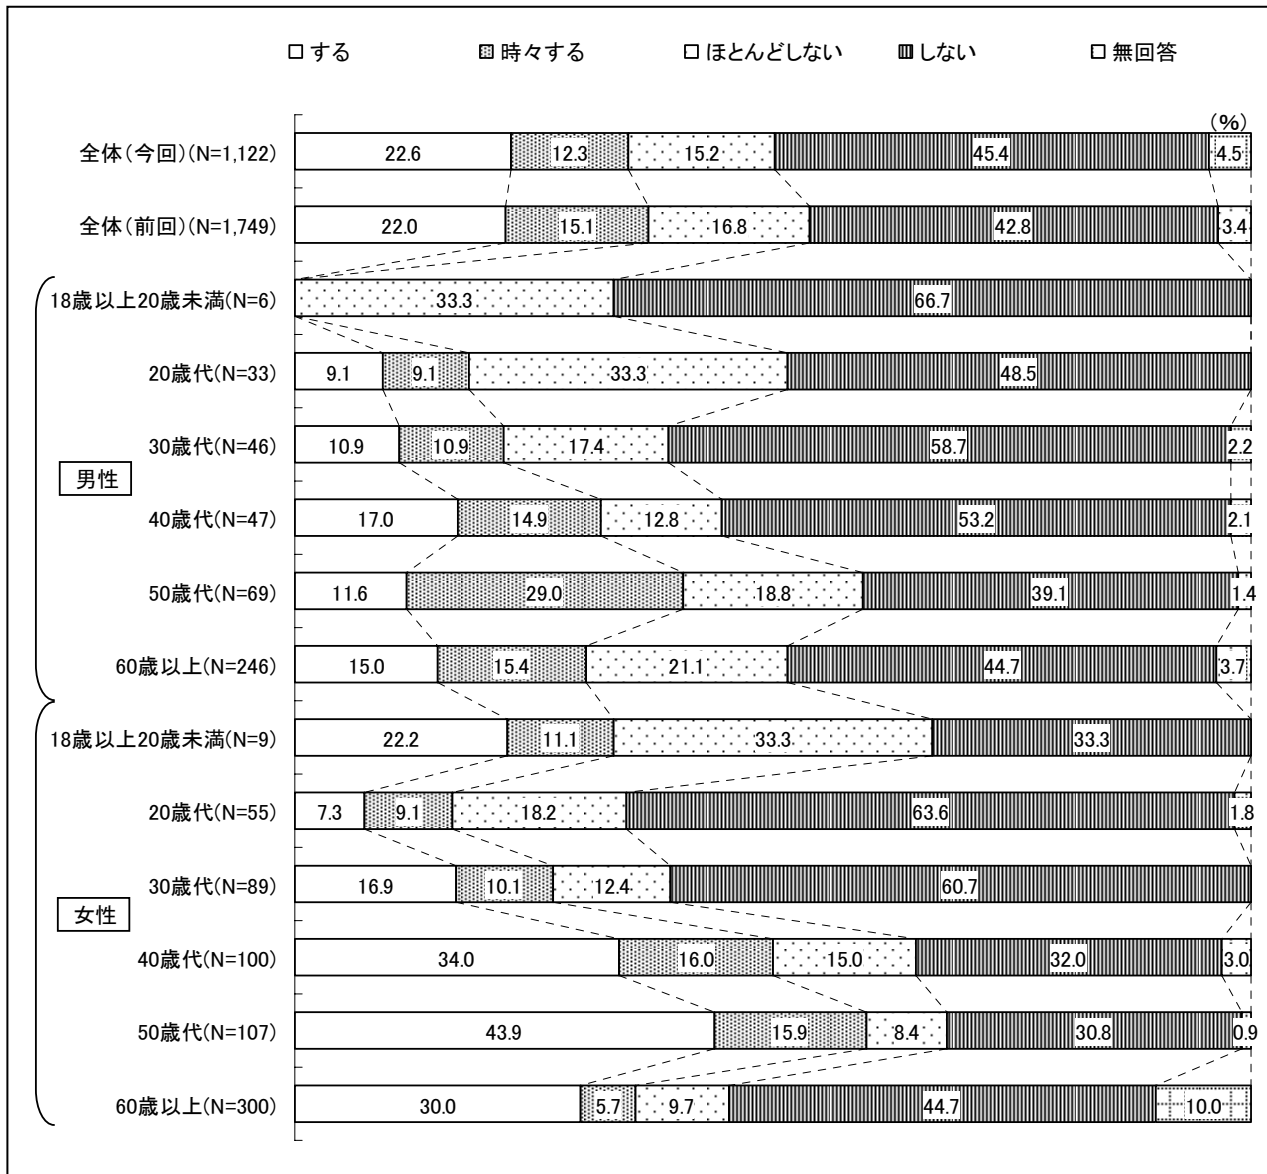 する 時々する ほとんどしない しない 無回答
(%)
全体(今回)(N=1,122) 22.6 12.3 15.2 45.4 4.5
全体(前回)(N=1,749) 22.0 15.1 16.8 42.8 3.4
男性
18歳以上20歳未満(N=6) 33.3 66.7
20歳代(N=33) 9.1 9.1 33.3 48.5
30歳代(N=46) 10.9 10.9 17.4 58.7 2.2
40歳代(N=47) 17.0 14.9 12.8 53.2 2.1
50歳代(N=69) 11.6 29.0 18.8 39.1 1.4
60歳以上(N=246) 15.0 15.4 21.1 44.7 3.7
女性
18歳以上20歳未満(N=9) 22.2 11.1 33.3 33.3
20歳代(N=55) 7.3 9.1 18.2 63.6 1.8
30歳代(N=89) 16.9 10.1 12.4 60.7
40歳代(N=100) 34.0 16.0 15.0 32.0 3.0
50歳代(N=107) 43.9 15.9 8.4 30.8 0.9
60歳以上(N=300) 30.0 5.7 9.7 44.7 10.0